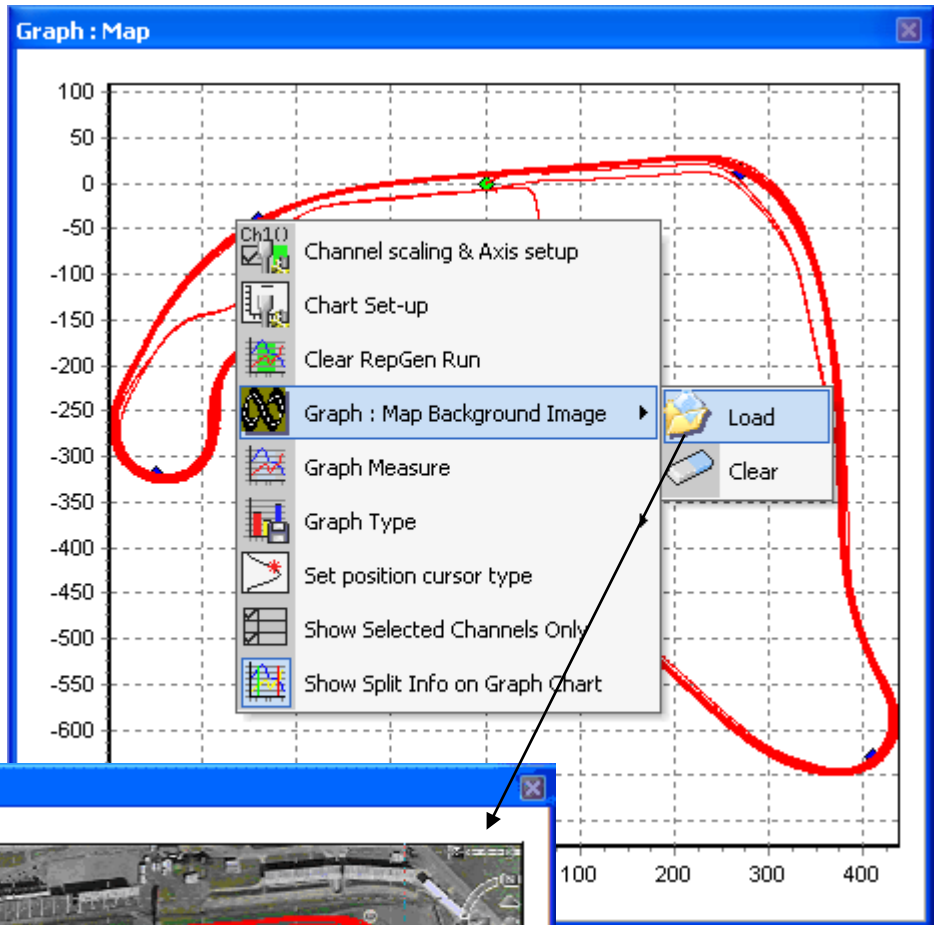 Graph : Map
100
50
0
-50
-100
-150
-200
-250
-300
-350
-400
-450
-500
-550
-600
Ch1()
Channel scaling & Axis setup
Chart Set-up
Clear RepGen Run
Graph : Map Background Image
Load
Clear
Graph Measure
Graph Type
Set position cursor type
Show Selected Channels Only
Show Split Info on Graph Chart
100 200 300 400